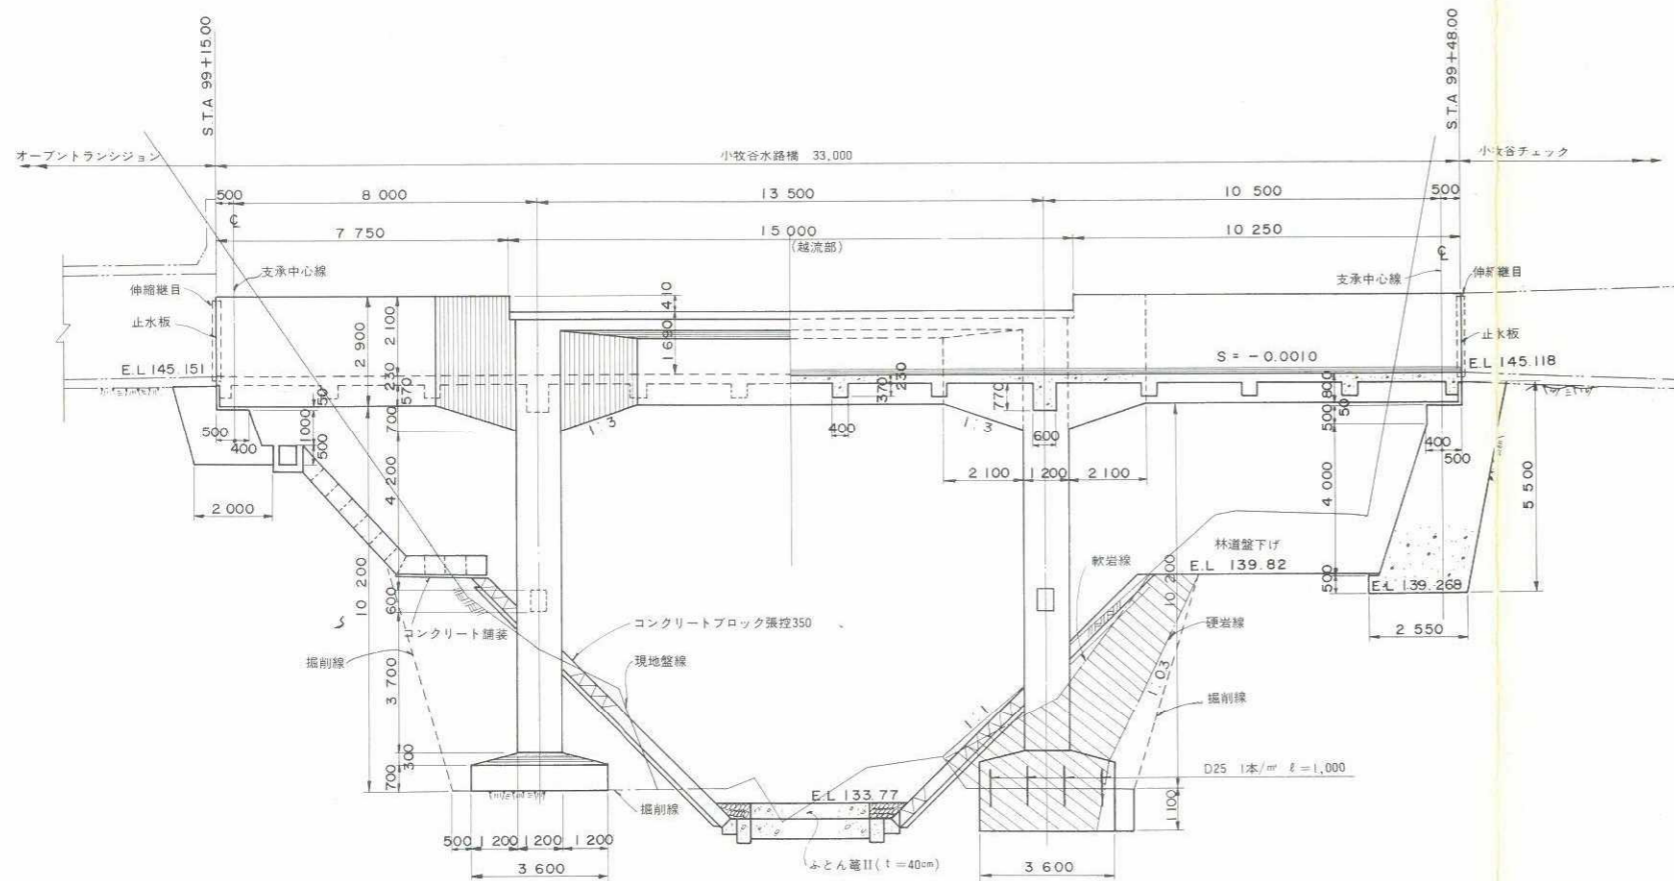 S.T.A 99+15.00
S.T.A 99+48.00
オープントランジション
小牧谷水路橋 33,000
小牧谷チェック
500
8 000
13 500
10 500
500
℄
7 750
15 000
(越流部)
10 250
℄
支承中心線
支承中心線
伸縮継目
伸縮継目
止水板
止水板
410
2 100
2 900
1690
S = -0.0010
E.L 145.151
E.L 145.118
230
570
700
50
370
230
770
800
50
500
1:3
1:3
500
400
1000
500
400
600
400
500
2 100
1 200
2 100
4 200
4 000
5 500
2 000
林道盤下げ
軟岩線
E.L 139.82
10 200
10 200
500
E.L 139.268
600
コンクリート舗装
コンクリートブロック張控350
硬岩線
2 550
掘削線
現地盤線
3 700
1:03
掘削線
1:1
300
700
D25 1本/㎡ ℓ=1,000
E.L 133.77
掘削線
1 100
500
1 200
1 200
1 200
3 600
ふとん篭II(t=40cm)
3 600